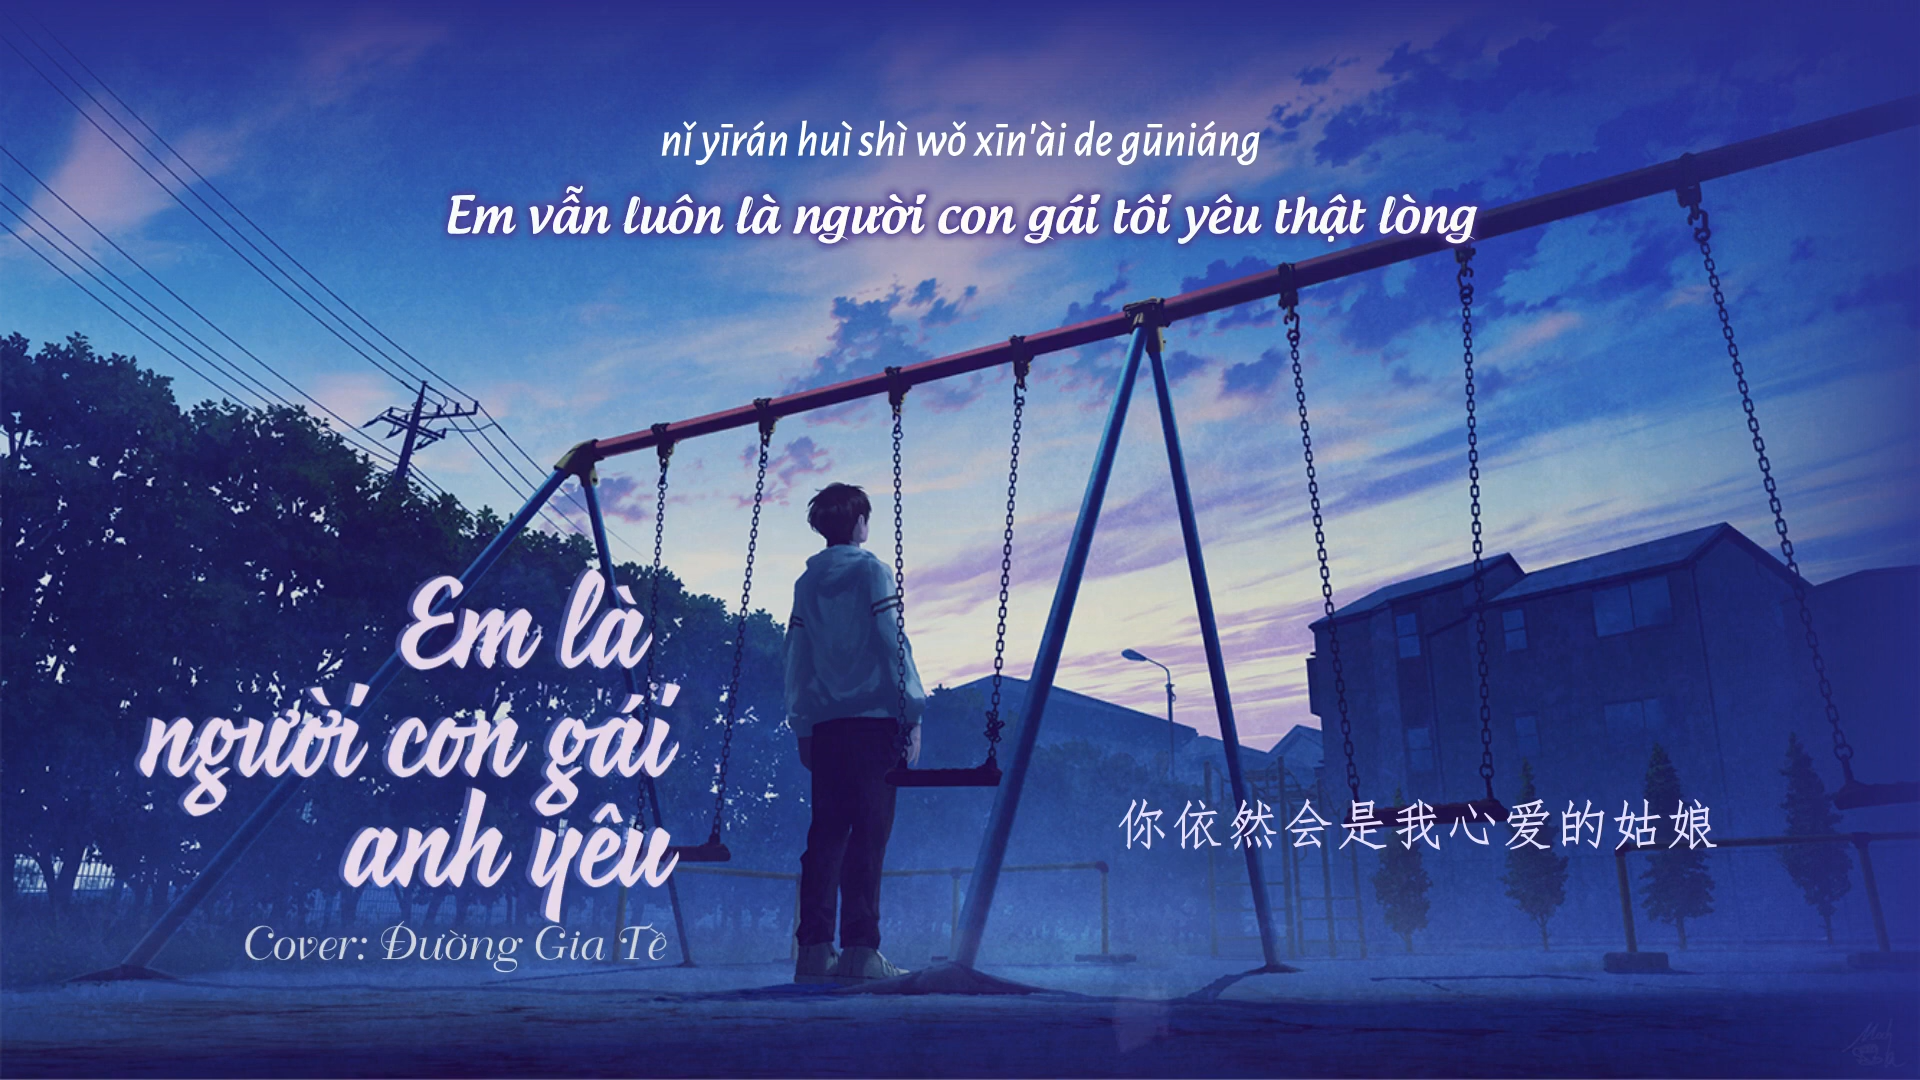 nǐ yīrán huì shì wǒ xīn'ài de gūniáng
Em vẫn luôn là người con gái tôi yêu thật lòng
Em là
người con gái
anh yêu
你依然会是我心爱的姑娘
Cover: Đường Gia Tề